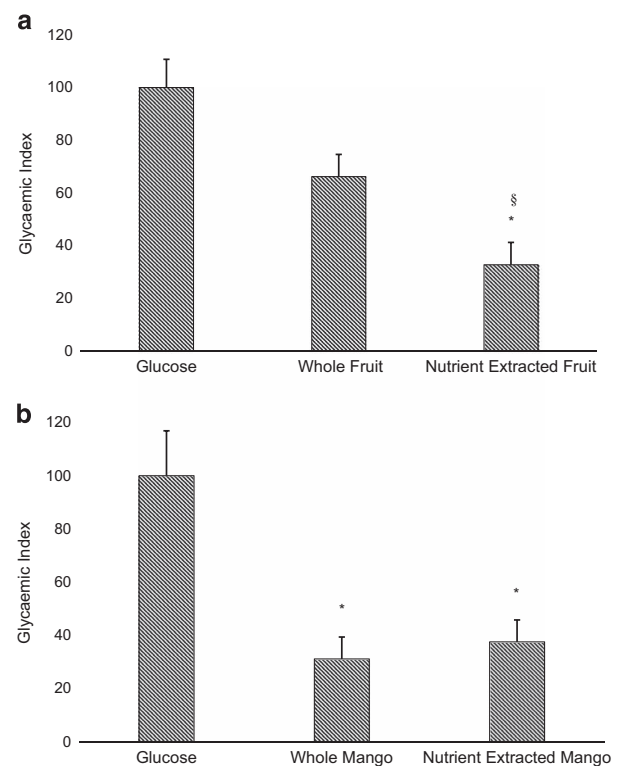 a
Glycaemic Index
120
100
80
60
40
20
0
§
*
Glucose Whole Fruit Nutrient Extracted Fruit
b
Glycaemic Index
120
100
80
60
40
20
0
* *
Glucose Whole Mango Nutrient Extracted Mango